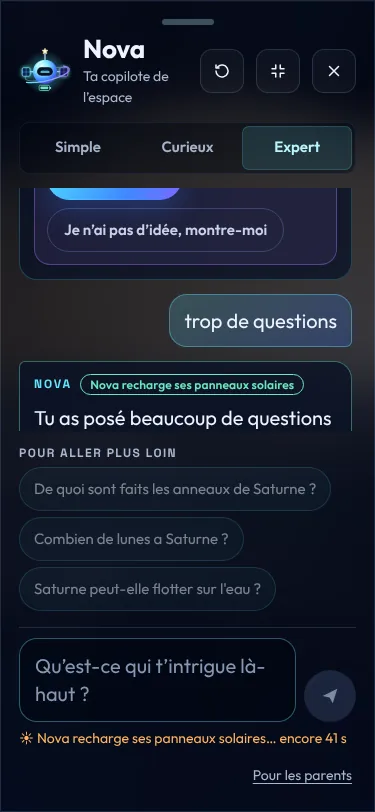 Nova
Ta copilote de
l'espace
Simple
Curieux
Expert
Je n'ai pas d'idée, montre-moi
trop de questions
NOVA
Nova recharge ses panneaux solaires
Tu as posé beaucoup de questions
POUR ALLER PLUS LOIN
De quoi sont faits les anneaux de Saturne ?
Combien de lunes a Saturne ?
Saturne peut-elle flotter sur l'eau ?
Qu'est-ce qui t'intrigue là-
haut ?
☀ Nova recharge ses panneaux solaires… encore 41 s
Pour les parents